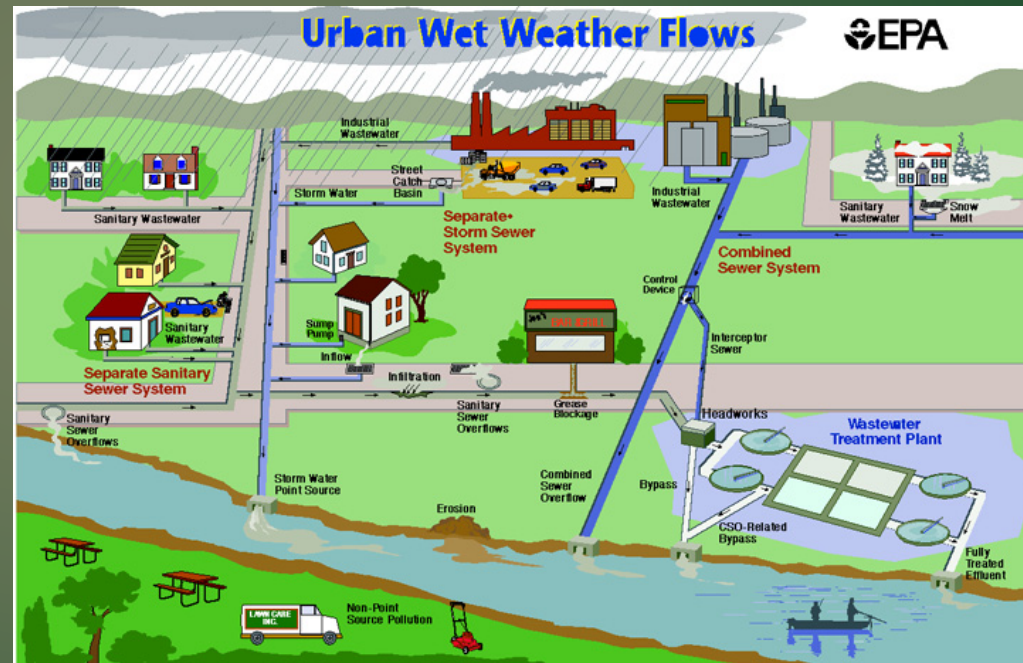 Urban Wet Weather Flows
EPA
Industrial
Wastewater
Street
Catch
Basin
Storm Water
Sanitary Wastewater
Separate•
Storm Sewer
System
Industrial
Wastewater
Sanitary
Wastewater
Snow
Melt
Combined
Sewer System
Control
Device
Interceptor
Sewer
Sanitary
Wastewater
Sump
Pump
Inflow
Separate Sanitary
Sewer System
Infiltration
Sanitary
Sewer
Overflows
Grease
Blockage
Headworks
Wastewater
Treatment Plant
Sanitary
Sewer
Overflows
Storm Water
Point Source
Erosion
Combined
Sewer
Overflow
Bypass
CSO-Related
Bypass
Fully
Treated
Effluent
LAWN CARE
INC.
Non-Point
Source Pollution